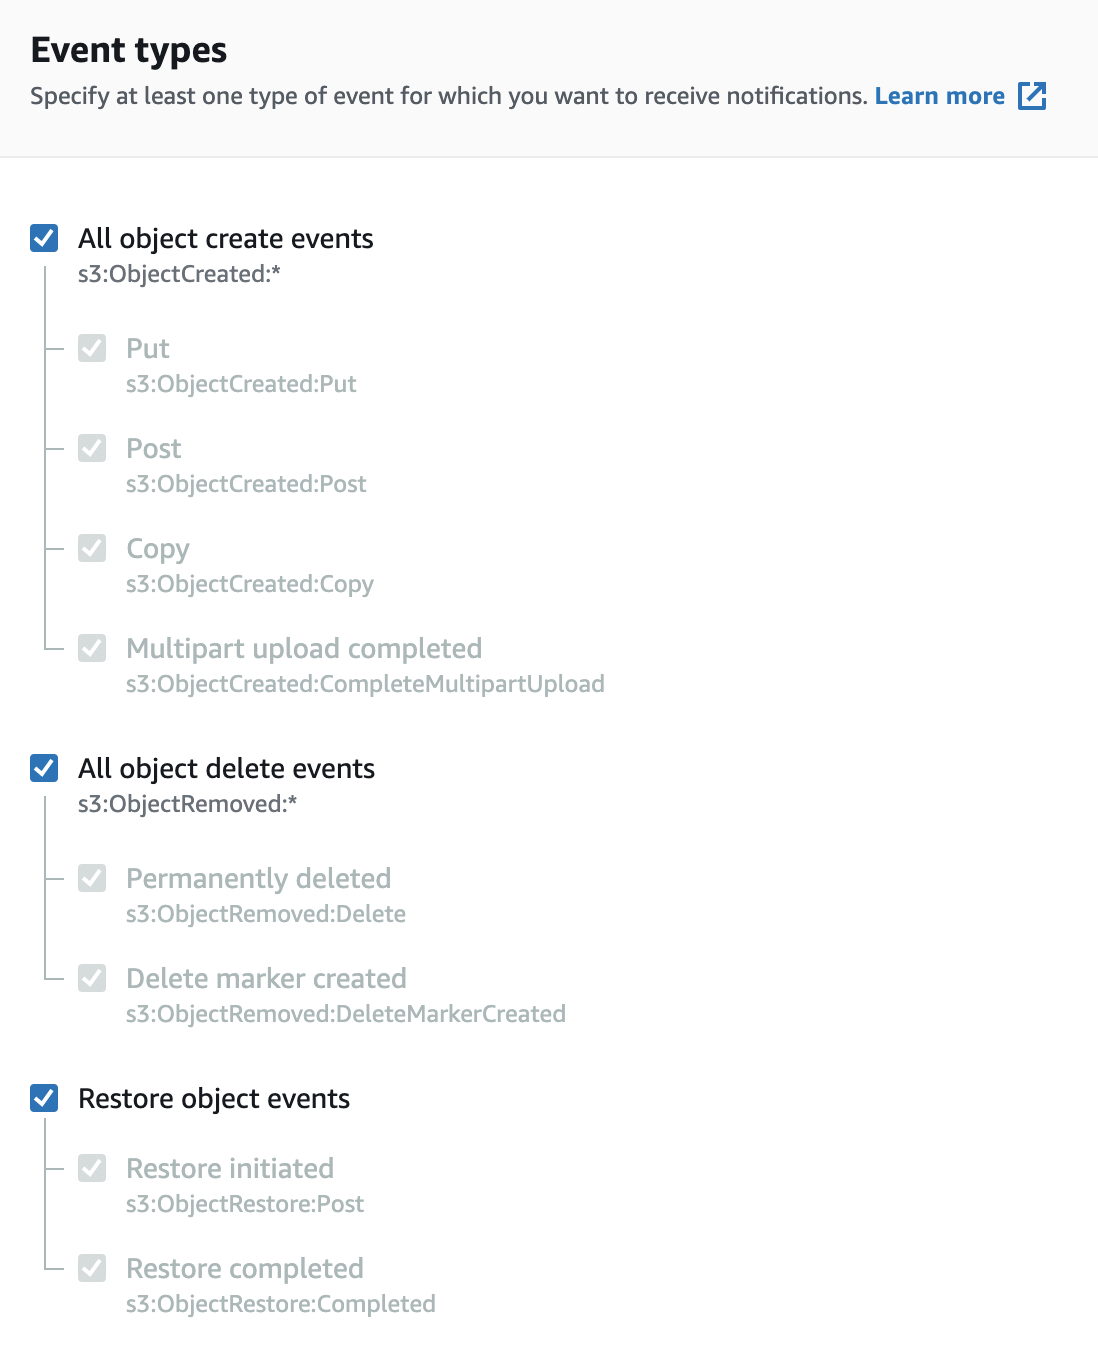 Event types
Specify at least one type of event for which you want to receive notifications. Learn more
All object create events
s3:ObjectCreated:*
Put
s3:ObjectCreated:Put
Post
s3:ObjectCreated:Post
Copy
s3:ObjectCreated:Copy
Multipart upload completed
s3:ObjectCreated:CompleteMultipartUpload
All object delete events
s3:ObjectRemoved:*
Permanently deleted
s3:ObjectRemoved:Delete
Delete marker created
s3:ObjectRemoved:DeleteMarkerCreated
Restore object events
Restore initiated
s3:ObjectRestore:Post
Restore completed
s3:ObjectRestore:Completed